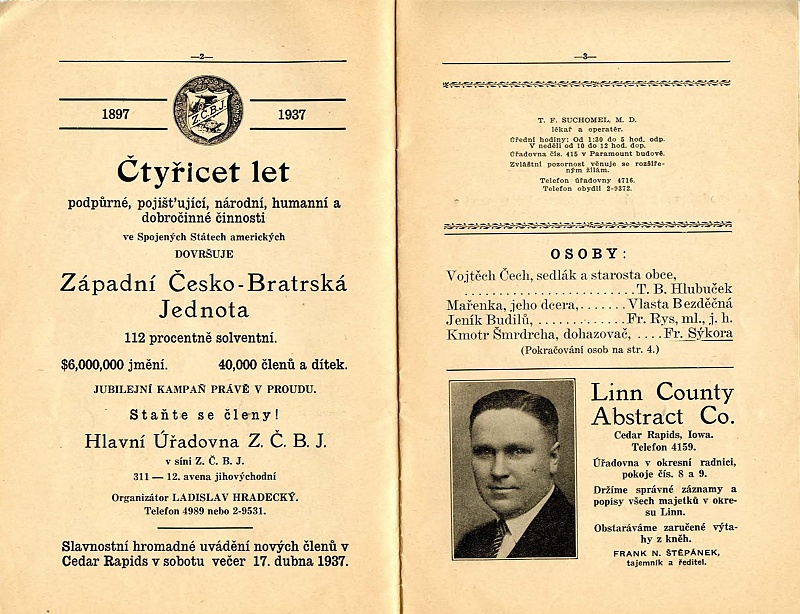 —2—
1897
Z.Č.B.J.
1937
Čtyřicet let
podpůrné, pojišťující, národní, humanní a
dobročinné činnosti
ve Spojených Státech amerických
DOVRŠUJE
Západní Česko-Bratrská
Jednota
112 procentně solventní.
$6,000,000 jmění. 40,000 členů a dítek.
JUBILEJNÍ KAMPAŇ PRÁVĚ V PROUDU.
Staňte se členy!
Hlavní Úřadovna Z. Č. B. J.
v síni Z. Č. B. J.
311 — 12. avena jihovýchodní
Organizátor LADISLAV HRADECKÝ.
Telefon 4989 nebo 2-9531.
Slavnostní hromadné uvádění nových členů v
Cedar Rapids v sobotu večer 17. dubna 1937.
—3—
T. F. SUCHOMEL, M. D.
lékař a operatér.
Úřední hodiny: Od 1:30 do 5 hod. odp.
V neděli od 10 do 12 hod. dop.
Úřadovna čís. 415 v Paramount budově.
Zvláštní pozornost věnuje se rozšíře-
ným žilám.
Telefon úřadovny 4716.
Telefon obydlí 2-9372.
OSOBY:
Vojtěch Čech, sedlák a starosta obce,
........................T. B. Hlubuček
Mařenka, jeho dcera,.......Vlasta Bezděčná
Jeník Budilů, .............Fr. Rys, ml., j. h.
Kmotr Šmrdrcha, dohazovač, ....Fr. Sýkora
(Pokračování osob na str. 4.)
Linn County
Abstract Co.
Cedar Rapids, Iowa.
Telefon 4159.
Úřadovna v okresní radnici,
pokoje čís. 8 a 9.
Držíme správné záznamy a
popisy všech majetků v okre-
su Linn.
Obstaráváme zaručené výta-
hy z kněh.
FRANK N. ŠTĚPÁNEK,
tajemník a ředitel.